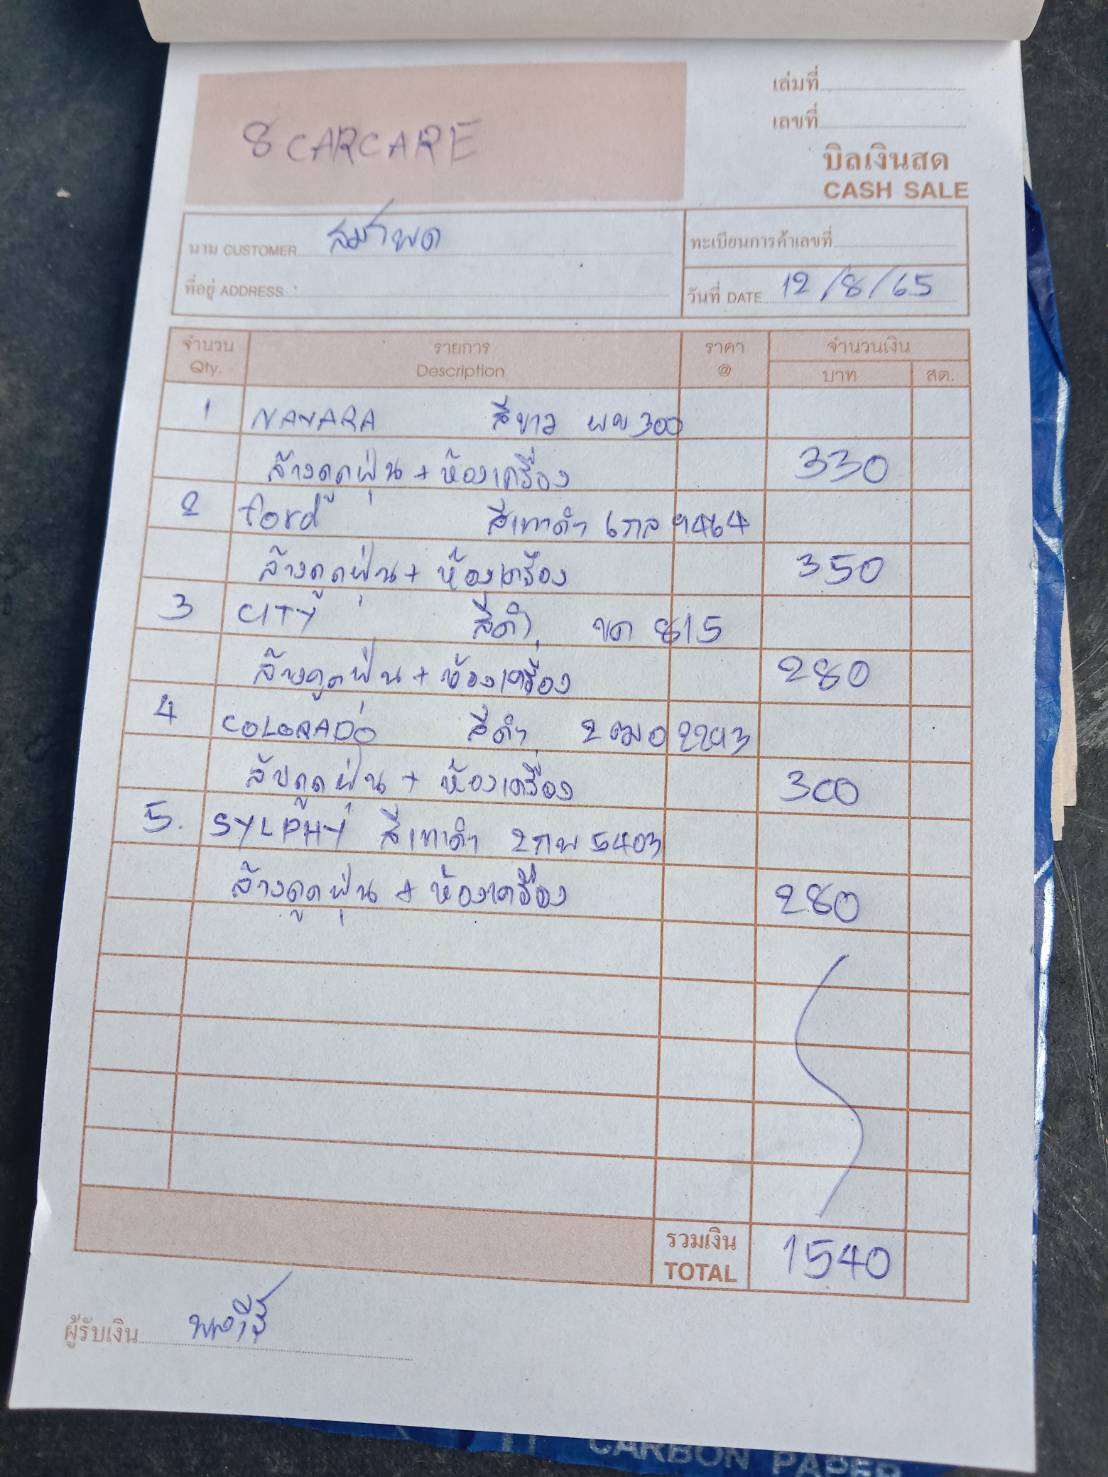 8 CARCARE
เล่มที่
เลขที่
บิลเงินสด
CASH SALE
นาม CUSTOMER
ทะเบียนการค้าเลขที่
ที่อยู่ ADDRESS
วันที่ DATE 12/8/65
จำนวน รายการ ราคา จำนวนเงิน
Qty. Description @ บาท สต.
1 NAVARA สีขาว ผข 300
ล้างดูดฝุ่น + ห้องเครื่อง 330
2 ford สีเทาดำ 6กล 9464
ล้างดูดฝุ่น + ห้องเครื่อง 350
3 CITY สีดำ ขด 815
ล้างดูดฝุ่น + ห้องเครื่อง 280
4 COLORADO สีดำ 2ฒอ 2293
ล้างดูดฝุ่น + ห้องเครื่อง 300
5. SYLPHY สีเทาดำ 2กพ 5403
ล้างดูดฝุ่น + ห้องเครื่อง 280
รวมเงิน
TOTAL 1540
ผู้รับเงิน
CARBON PAPER